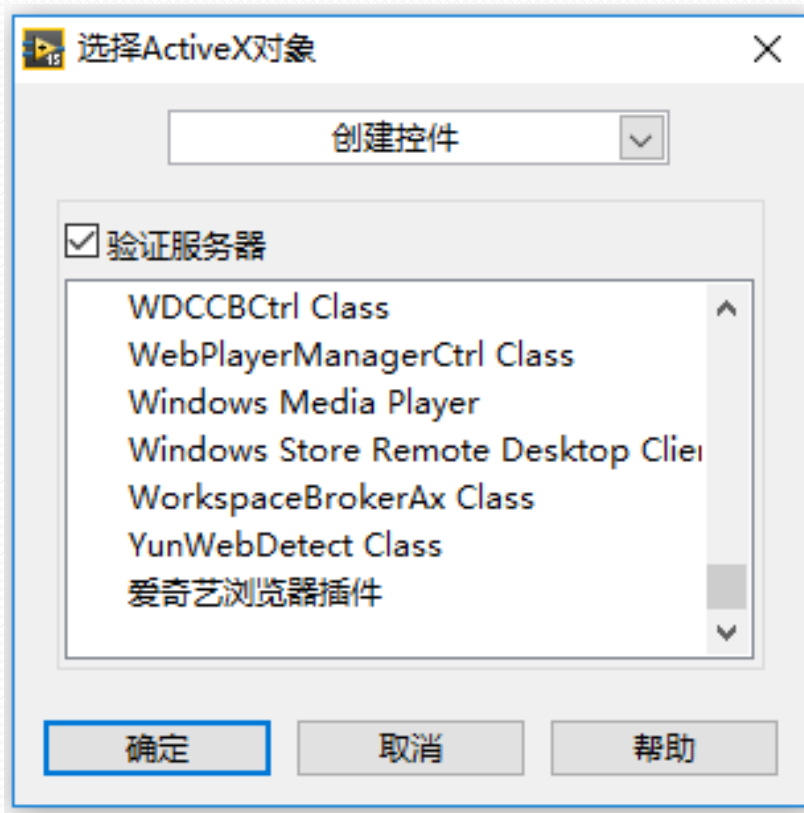 15
选择ActiveX对象
创建控件
验证服务器
WDCCBCtrl Class
WebPlayerManagerCtrl Class
Windows Media Player
Windows Store Remote Desktop Clie
WorkspaceBrokerAx Class
YunWebDetect Class
爱奇艺浏览器插件
确定
取消
帮助